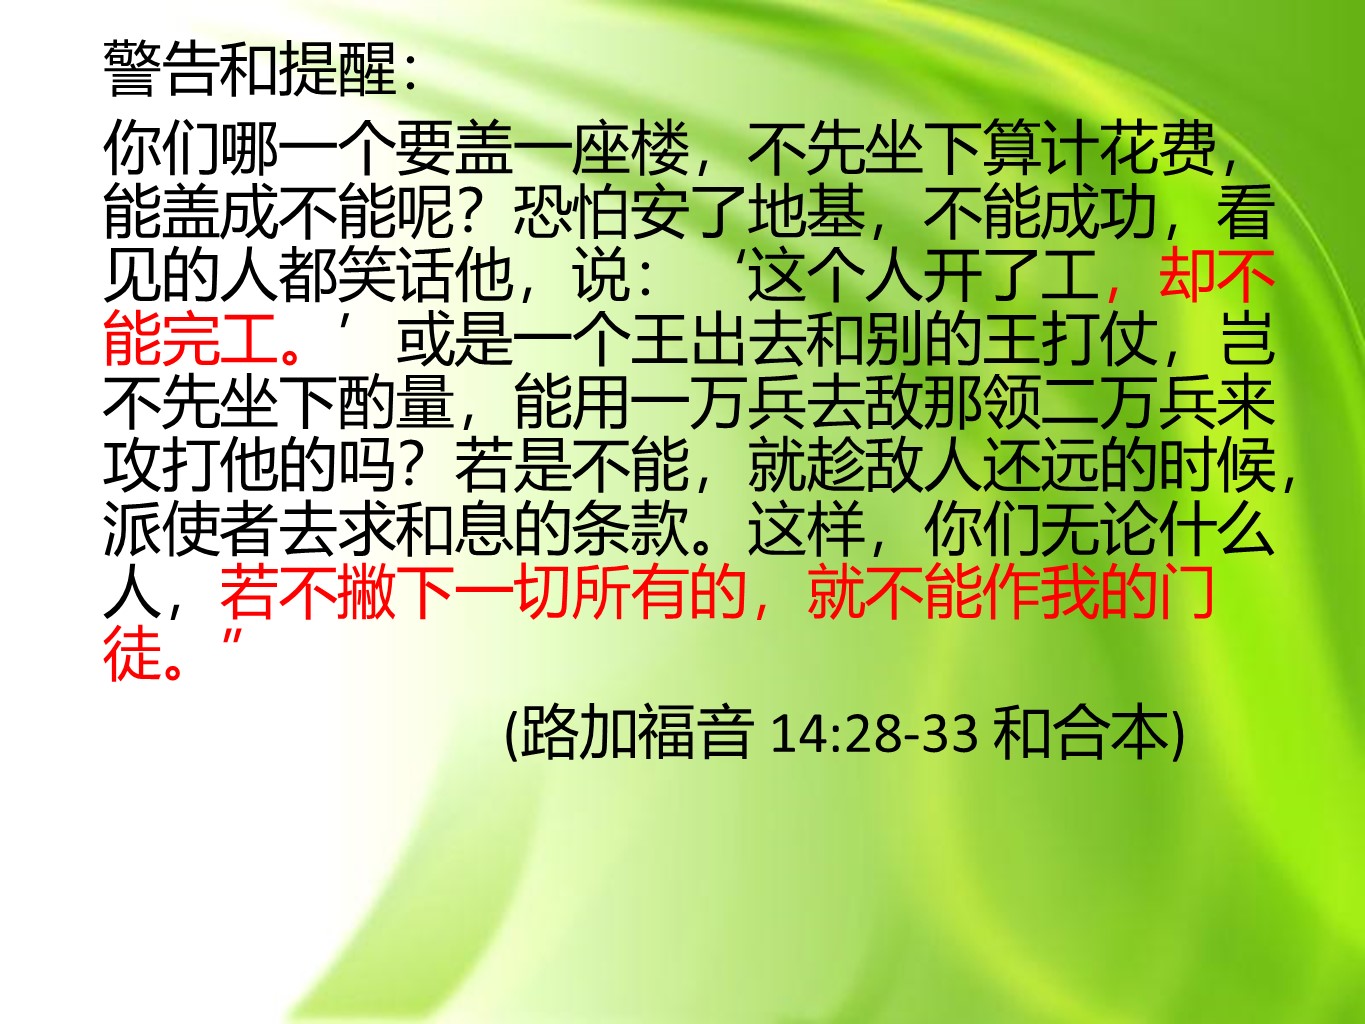 警告和提醒：
你们哪一个要盖一座楼，不先坐下算计花费，
能盖成不能呢？恐怕安了地基，不能成功，看
见的人都笑话他，说：‘这个人开了工，却不
能完工。’或是一个王出去和别的王打仗，岂
不先坐下酌量，能用一万兵去敌那领二万兵来
攻打他的吗？若是不能，就趁敌人还远的时候，
派使者去求和息的条款。这样，你们无论什么
人，若不撇下一切所有的，就不能作我的门
徒。”
(路加福音 14:28-33 和合本)